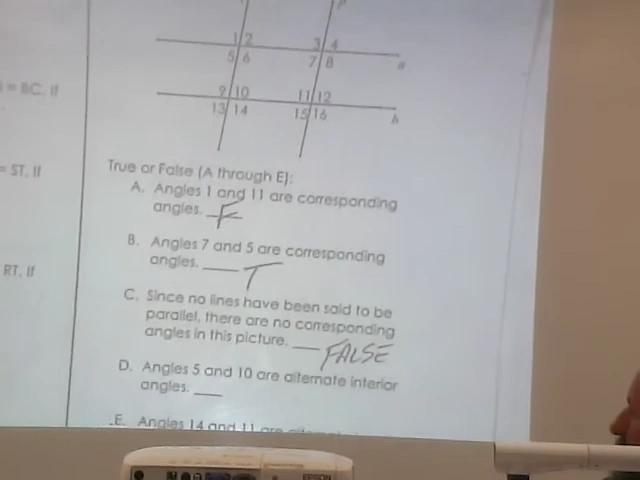 p
1 2 3 4
5 6 7 8
a
9 10 11 12
13 14 15 16
b
= BC. If
= ST. If
RT. If
True or False (A through E):
A. Angles 1 and 11 are corresponding
angles. F
B. Angles 7 and 5 are corresponding
angles. T
C. Since no lines have been said to be
parallel, there are no corresponding
angles in this picture. FALSE
D. Angles 5 and 10 are alternate interior
angles.
E. Angles 14 and 11 are
EPSON